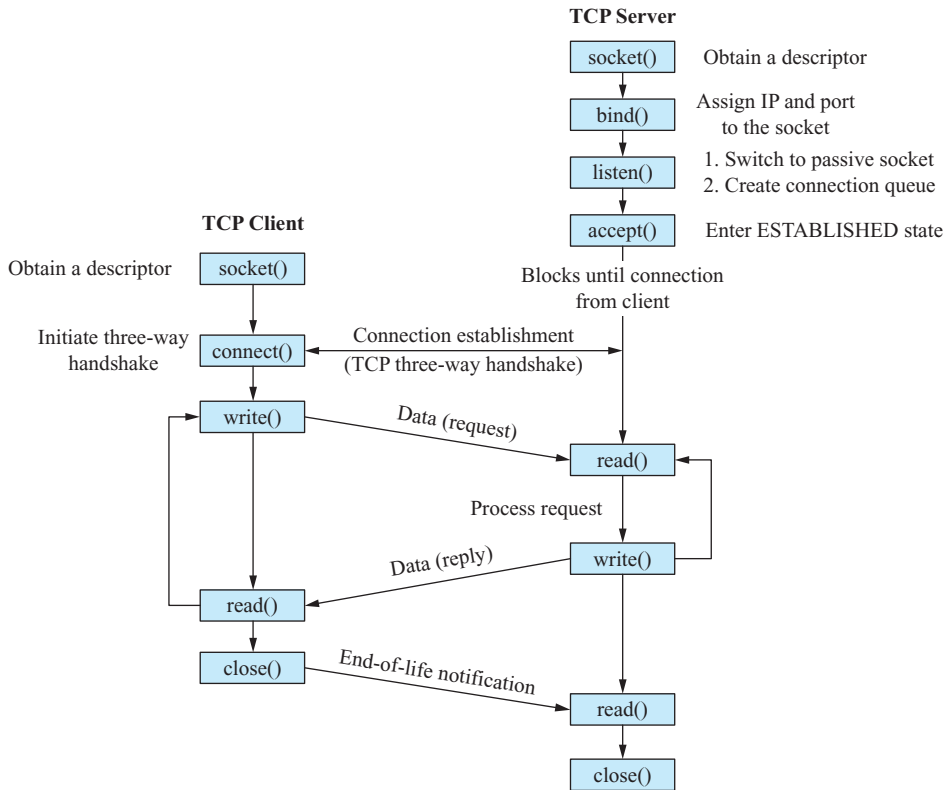 TCP Server
socket()
Obtain a descriptor
bind()
Assign IP and port
to the socket
listen()
1. Switch to passive socket
2. Create connection queue
TCP Client
accept()
Enter ESTABLISHED state
Obtain a descriptor
socket()
Blocks until connection
from client
Initiate three-way
handshake
connect()
Connection establishment
(TCP three-way handshake)
write()
Data (request)
read()
Process request
write()
Data (reply)
read()
close()
End-of-life notification
read()
close()